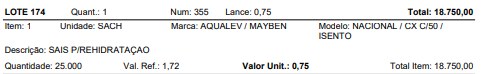 LOTE 174 Quant.: 1 Num: 355 Lance: 0,75 Total: 18.750,00
Item: 1 Unidade: SACH Marca: AQUALEV / MAYBEN Modelo: NACIONAL / CX C/50 /
ISENTO
Descrição: SAIS P/REHIDRATAÇAO
Quantidade: 25.000 Val. Ref.: 1,72 Valor Unit.: 0,75 Total Item: 18.750,00